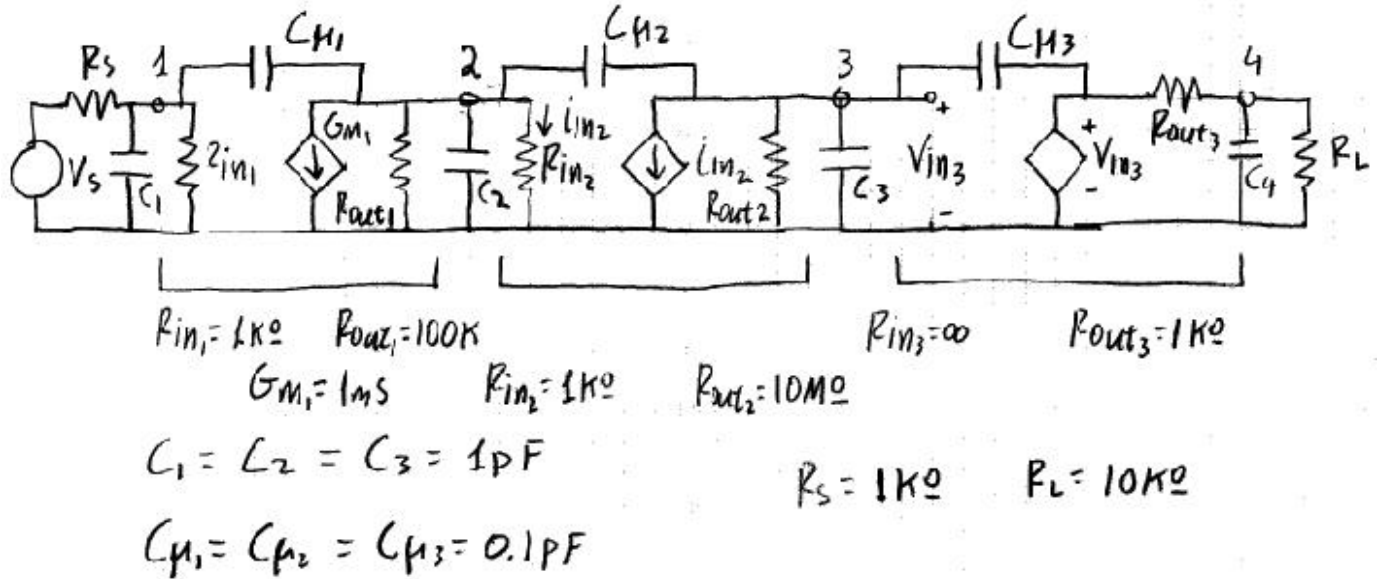 Cμ1 Cμ2 Cμ3
Rs 1 2 3 4
Gm1 iin2 Rout3
Vs C1 Zin1 Rout1 C2 Rin2 iin2 Rout2 C3 + Vin3 - + Vin3 - C4 RL
Rin1=1KΩ Rout1=100K Rin3=∞ Rout3=1KΩ
Gm1=1mS Rin2=1KΩ Rout2=10MΩ
C1 = C2 = C3 = 1pF
Rs=1KΩ RL=10KΩ
Cμ1=Cμ2=Cμ3=0.1pF